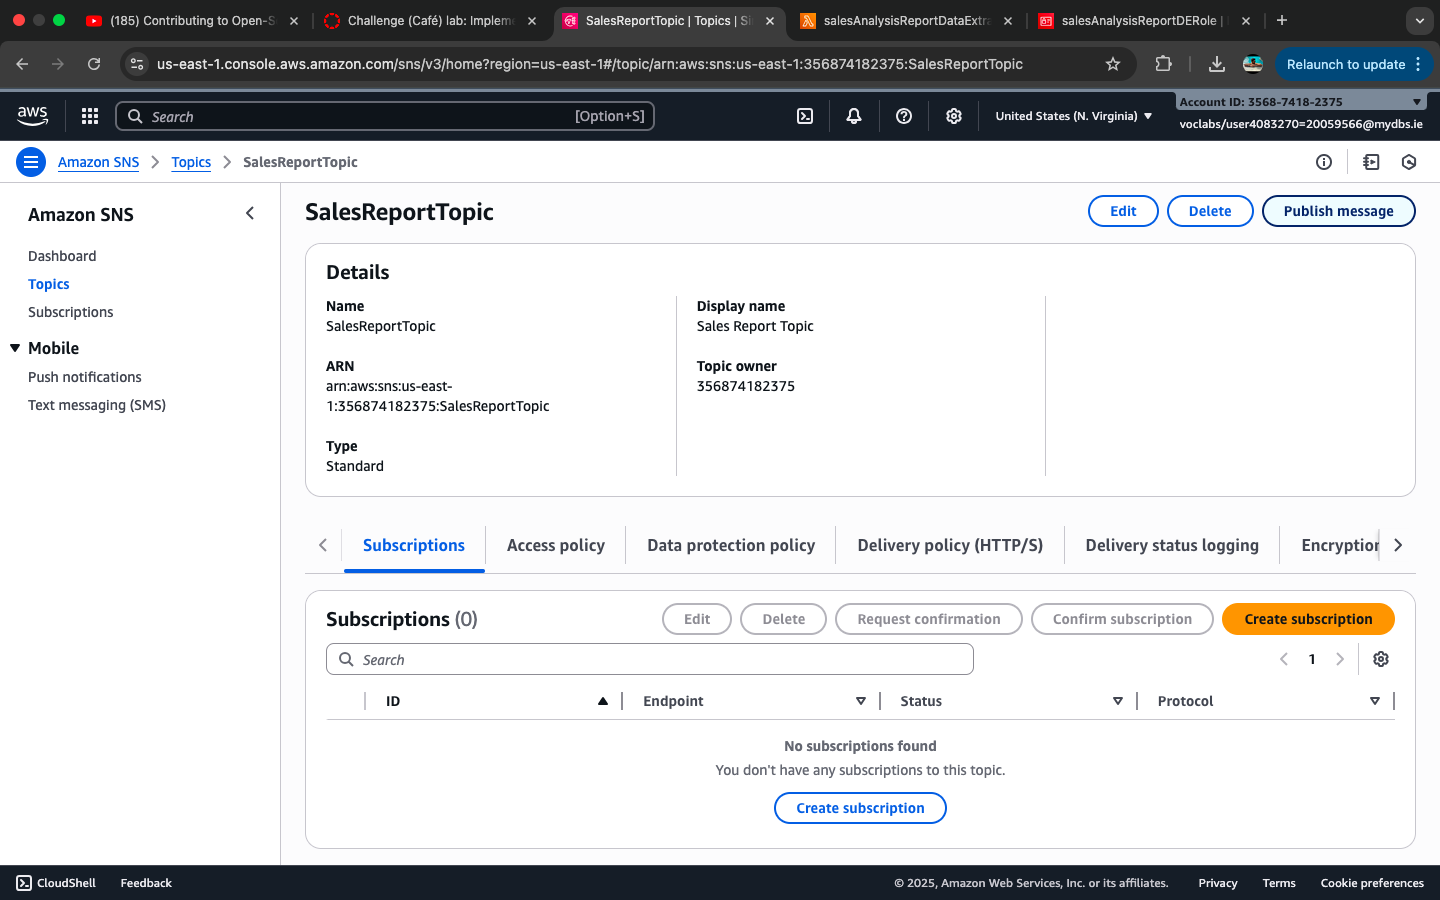 (185) Contributing to Open-S
Challenge (Café) lab: Implem
SalesReportTopic | Topics | Si
salesAnalysisReportDataExtra
salesAnalysisReportDERole |
us-east-1.console.aws.amazon.com/sns/v3/home?region=us-east-1#/topic/arn:aws:sns:us-east-1:356874182375:SalesReportTopic
Relaunch to update
aws
Search
[Option+S]
United States (N. Virginia)
Account ID: 3568-7418-2375
voclabs/user4083270=20059566@mydbs.ie
Amazon SNS
Topics
SalesReportTopic
Amazon SNS
Dashboard
Topics
Subscriptions
Mobile
Push notifications
Text messaging (SMS)
SalesReportTopic
Edit
Delete
Publish message
Details
Name
SalesReportTopic
ARN
arn:aws:sns:us-east-
1:356874182375:SalesReportTopic
Type
Standard
Display name
Sales Report Topic
Topic owner
356874182375
Subscriptions
Access policy
Data protection policy
Delivery policy (HTTP/S)
Delivery status logging
Encryption
Subscriptions (0)
Edit
Delete
Request confirmation
Confirm subscription
Create subscription
Search
1
ID
Endpoint
Status
Protocol
No subscriptions found
You don't have any subscriptions to this topic.
Create subscription
CloudShell
Feedback
© 2025, Amazon Web Services, Inc. or its affiliates.
Privacy
Terms
Cookie preferences